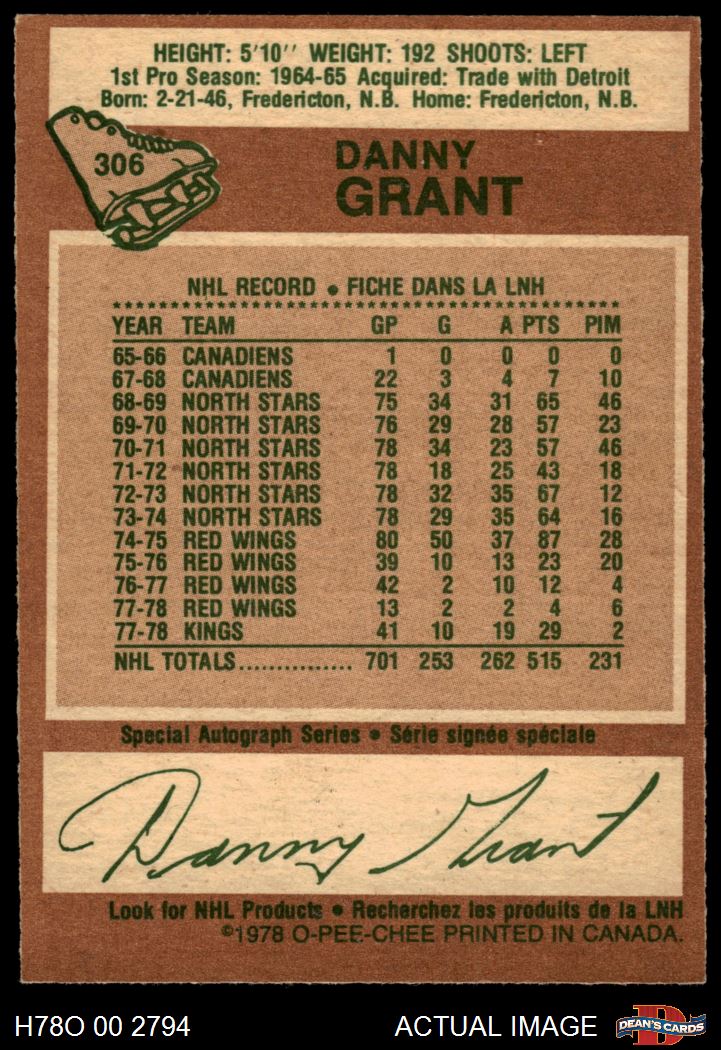 HEIGHT: 5'10'' WEIGHT: 192 SHOOTS: LEFT
1st Pro Season: 1964-65 Acquired: Trade with Detroit
Born: 2-21-46, Fredericton, N.B. Home: Fredericton, N.B.
306
DANNY
GRANT
NHL RECORD • FICHE DANS LA LNH
YEAR TEAM GP G A PTS PIM
65-66 CANADIENS 1 0 0 0 0
67-68 CANADIENS 22 3 4 7 10
68-69 NORTH STARS 75 34 31 65 46
69-70 NORTH STARS 76 29 28 57 23
70-71 NORTH STARS 78 34 23 57 46
71-72 NORTH STARS 78 18 25 43 18
72-73 NORTH STARS 78 32 35 67 12
73-74 NORTH STARS 78 29 35 64 16
74-75 RED WINGS 80 50 37 87 28
75-76 RED WINGS 39 10 13 23 20
76-77 RED WINGS 42 2 10 12 4
77-78 RED WINGS 13 2 2 4 6
77-78 KINGS 41 10 19 29 2
NHL TOTALS............... 701 253 262 515 231
Special Autograph Series • Série signée spéciale
Danny Grant
Look for NHL Products • Recherchez les produits de la LNH
©1978 O-PEE-CHEE PRINTED IN CANADA.
H78O 00 2794 ACTUAL IMAGE DEAN'S CARDS